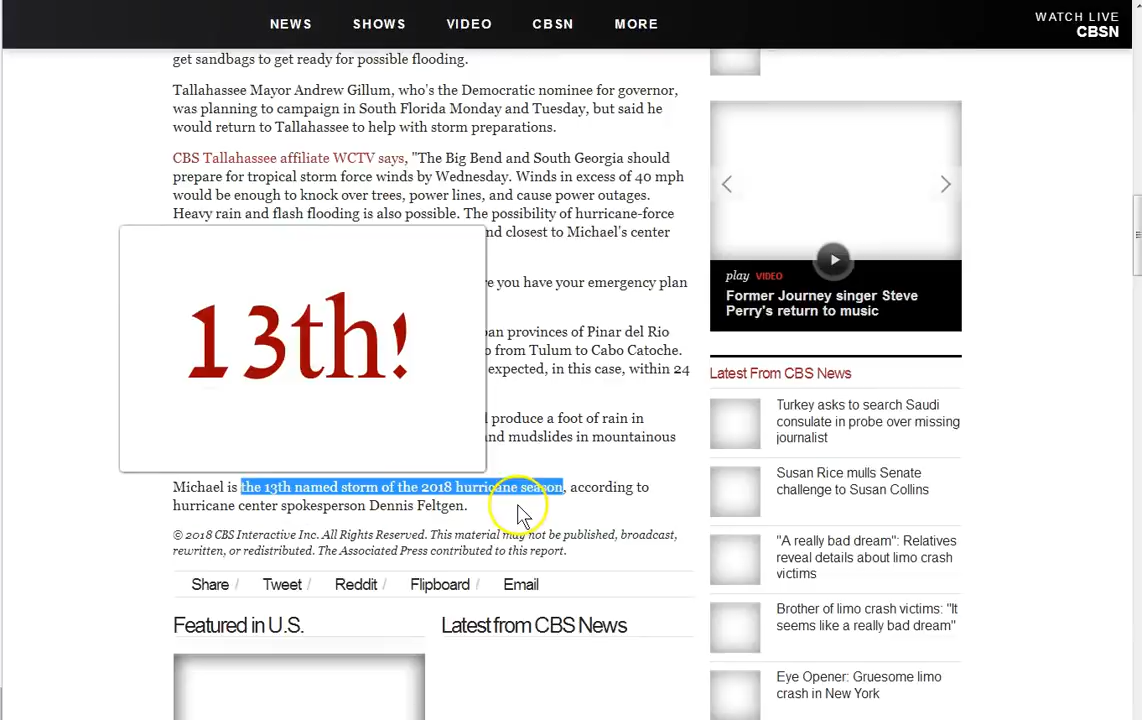 NEWS SHOWS VIDEO CBSN MORE
WATCH LIVE
CBSN
get sandbags to get ready for possible flooding.
Tallahassee Mayor Andrew Gillum, who's the Democratic nominee for governor,
was planning to campaign in South Florida Monday and Tuesday, but said he
would return to Tallahassee to help with storm preparations.
CBS Tallahassee affiliate WCTV says, "The Big Bend and South Georgia should
prepare for tropical storm force winds by Wednesday. Winds in excess of 40 mph
would be enough to knock over trees, power lines, and cause power outages.
Heavy rain and flash flooding is also possible. The possibility of hurricane-force
nd closest to Michael's center
e you have your emergency plan
ban provinces of Pinar del Rio
o from Tulum to Cabo Catoche.
expected, in this case, within 24
d produce a foot of rain in
and mudslides in mountainous
13th!
Michael is the 13th named storm of the 2018 hurricane season, according to
hurricane center spokesperson Dennis Feltgen.
© 2018 CBS Interactive Inc. All Rights Reserved. This material may not be published, broadcast,
rewritten, or redistributed. The Associated Press contributed to this report.
Share / Tweet / Reddit / Flipboard / Email
Featured in U.S.
Latest from CBS News
play VIDEO
Former Journey singer Steve
Perry's return to music
Latest From CBS News
Turkey asks to search Saudi
consulate in probe over missing
journalist
Susan Rice mulls Senate
challenge to Susan Collins
"A really bad dream": Relatives
reveal details about limo crash
victims
Brother of limo crash victims: "It
seems like a really bad dream"
Eye Opener: Gruesome limo
crash in New York